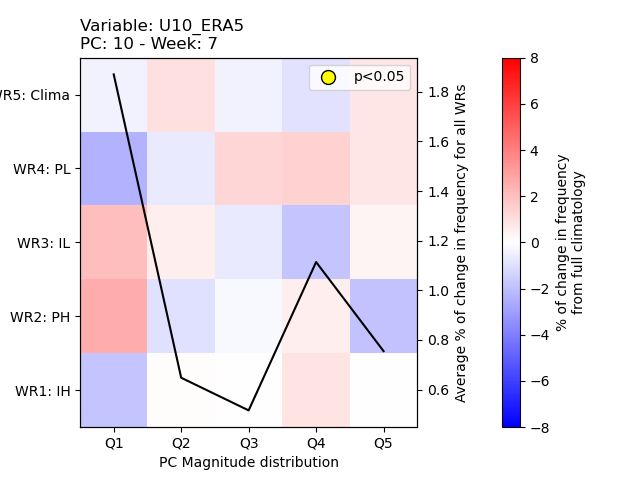 Variable: U10_ERA5
PC: 10 - Week: 7
p<0.05
WR5: Clima
WR4: PL
WR3: IL
WR2: PH
WR1: IH
Q1 Q2 Q3 Q4 Q5
PC Magnitude distribution
1.8
1.6
1.4
1.2
1.0
0.8
0.6
Average % of change in frequency for all WRs
8
6
4
2
0
−2
−4
−6
−8
% of change in frequency
from full climatology